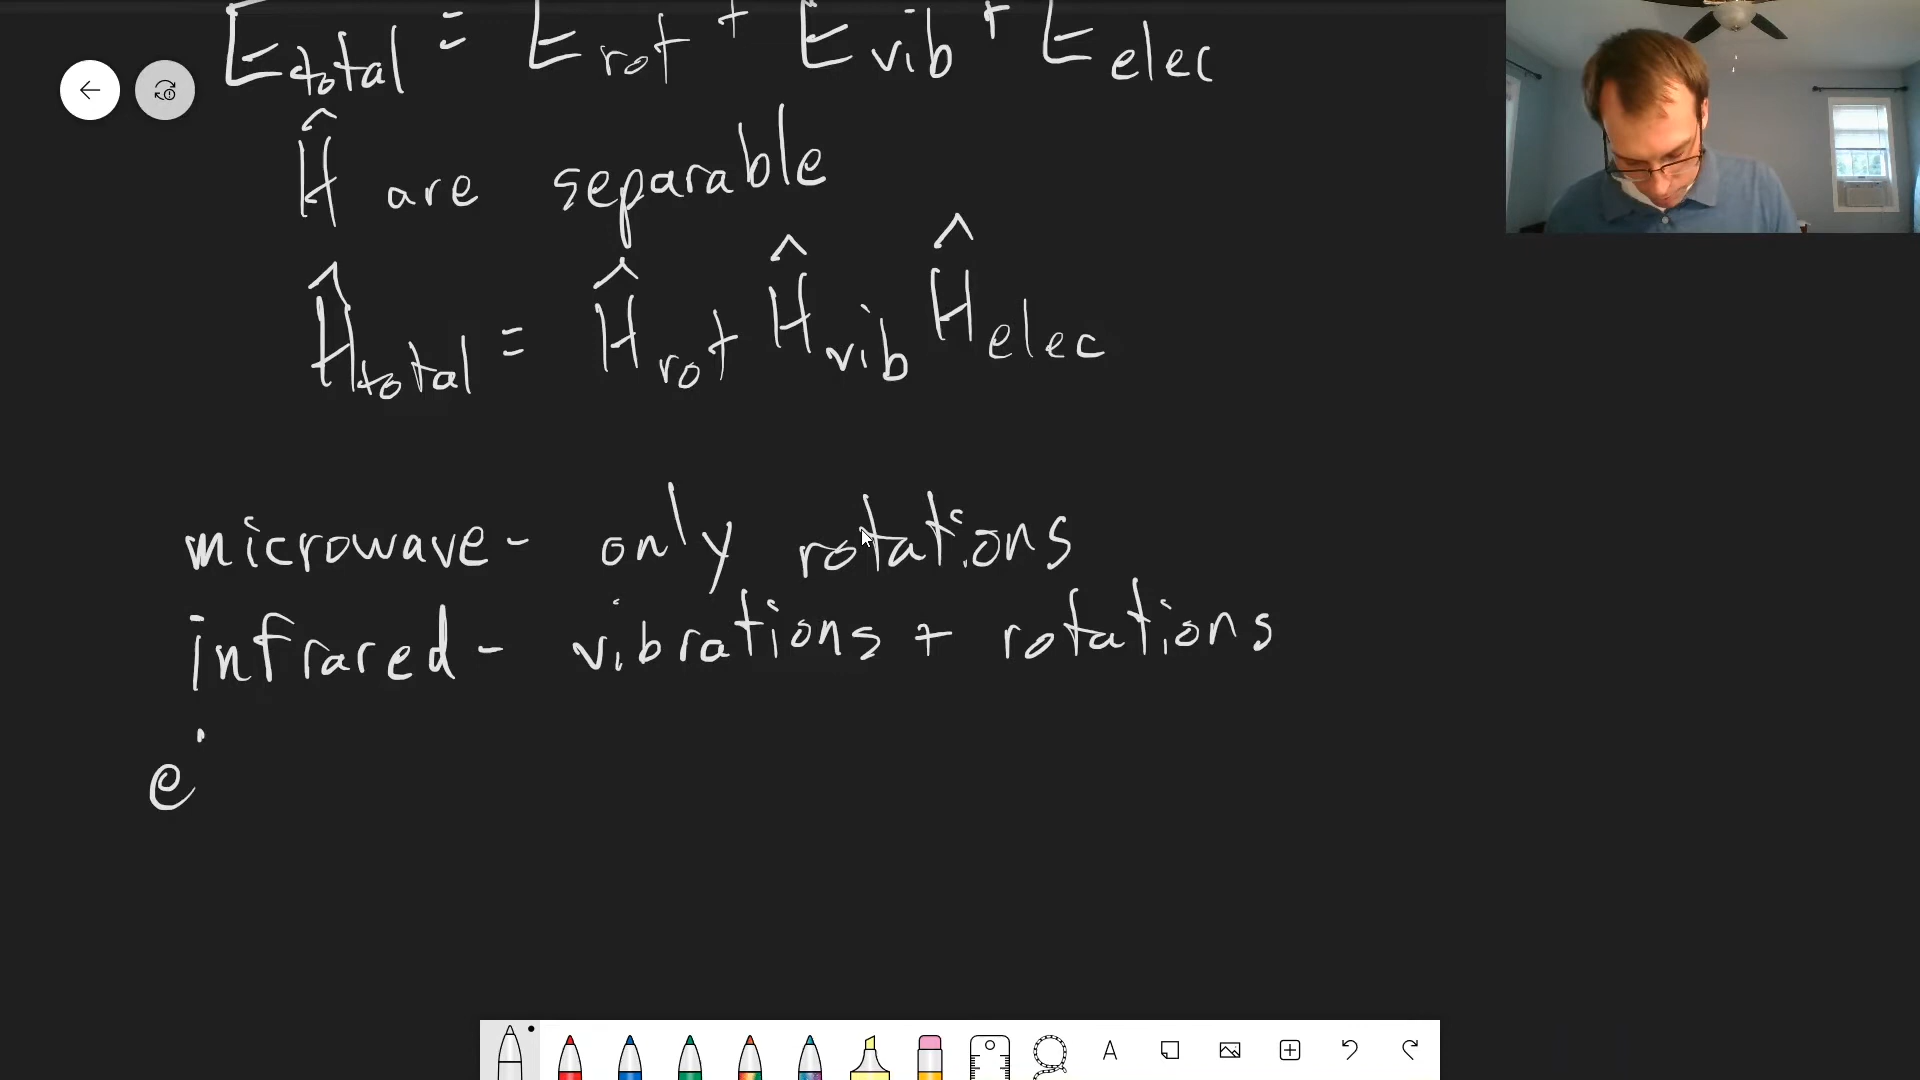 E_total = E_rot + E_vib + E_elec
Ĥ are separable
Ĥ_total = Ĥ_rot Ĥ_vib Ĥ_elec
microwave - only rotations
infrared - vibrations + rotations
e
A